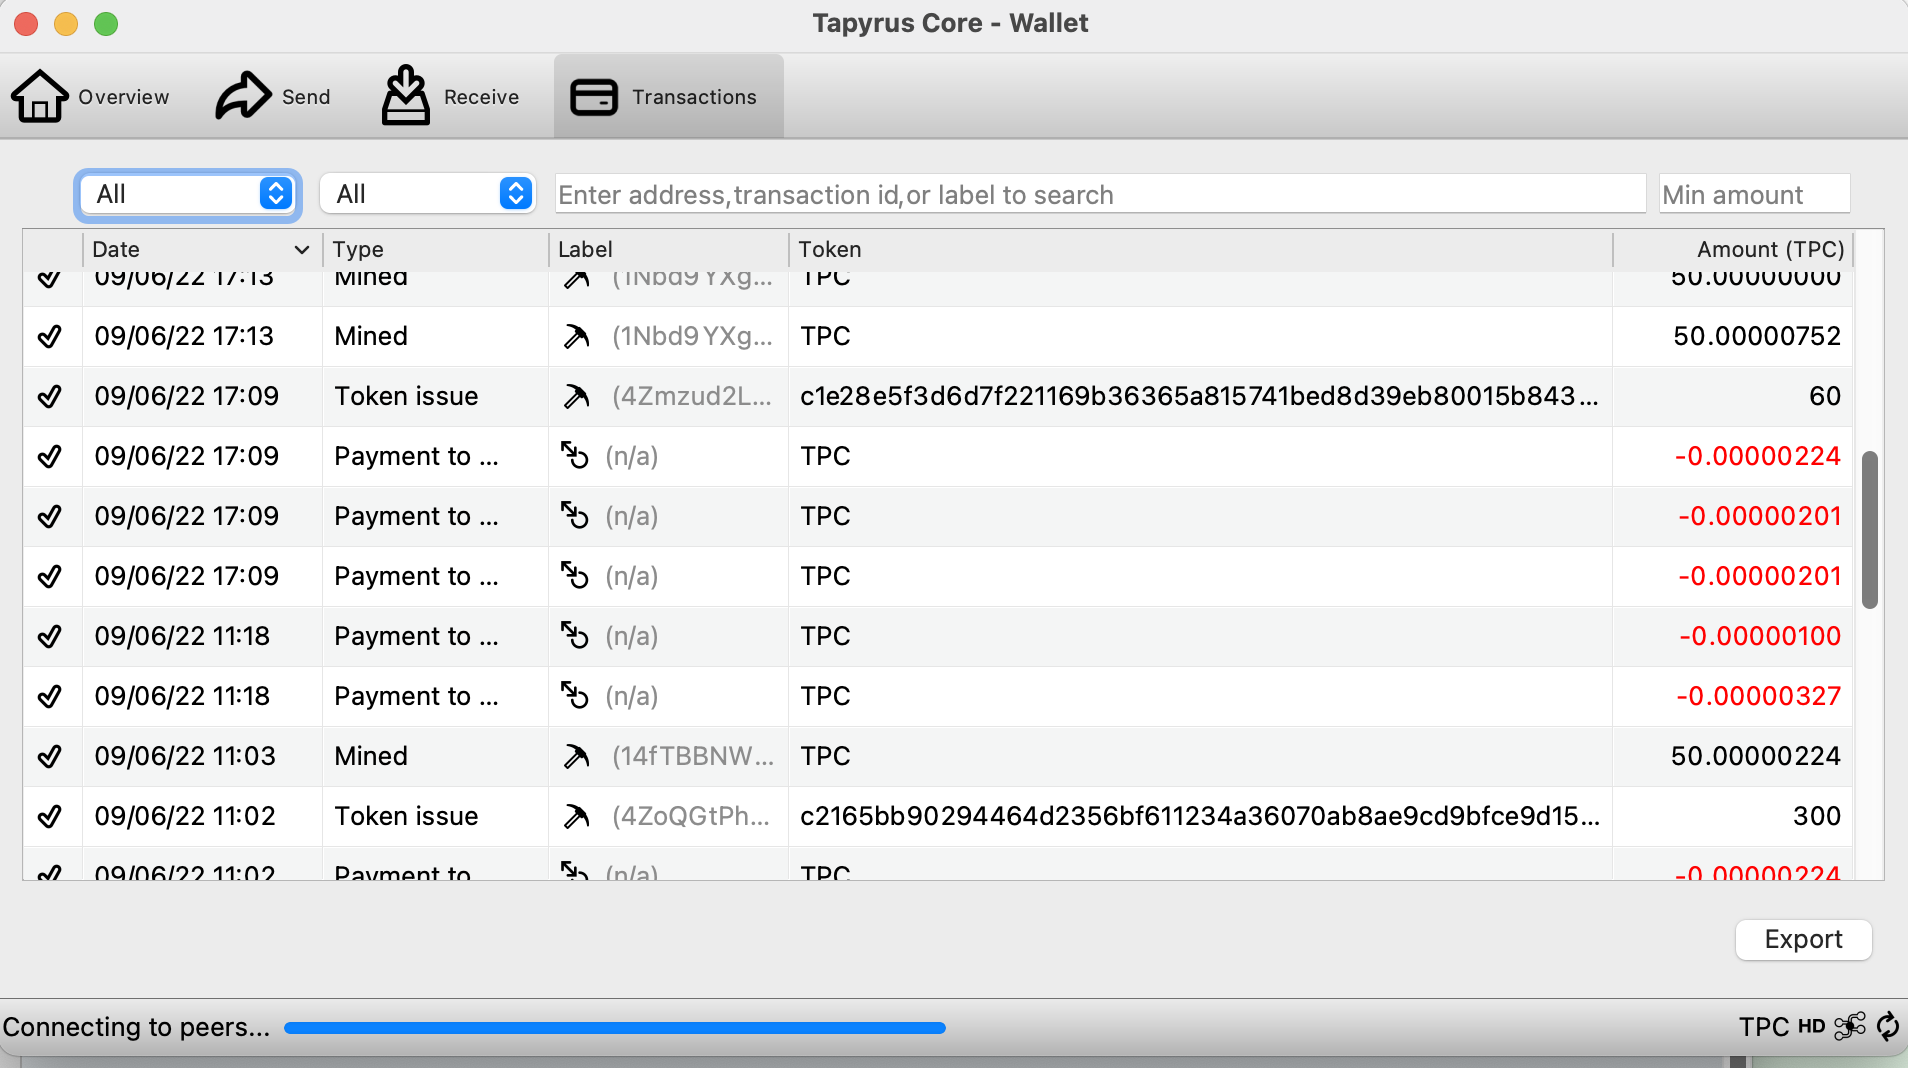 Tapyrus Core - Wallet
Overview Send Receive Transactions
All All Enter address,transaction id,or label to search Min amount
Date Type Label Token Amount (TPC)
09/06/22 17:13 Mined (1Nbd9YXg... TPC 50.00000000
09/06/22 17:13 Mined (1Nbd9YXg... TPC 50.00000752
09/06/22 17:09 Token issue (4Zmzud2L... c1e28e5f3d6d7f221169b36365a815741bed8d39eb80015b843... 60
09/06/22 17:09 Payment to ... (n/a) TPC -0.00000224
09/06/22 17:09 Payment to ... (n/a) TPC -0.00000201
09/06/22 17:09 Payment to ... (n/a) TPC -0.00000201
09/06/22 11:18 Payment to ... (n/a) TPC -0.00000100
09/06/22 11:18 Payment to ... (n/a) TPC -0.00000327
09/06/22 11:03 Mined (14fTBBNW... TPC 50.00000224
09/06/22 11:02 Token issue (4ZoQGtPh... c2165bb90294464d2356bf611234a36070ab8ae9cd9bfce9d15... 300
09/06/22 11:02 Payment to (n/a) TPC -0.00000224
Export
Connecting to peers... TPC HD